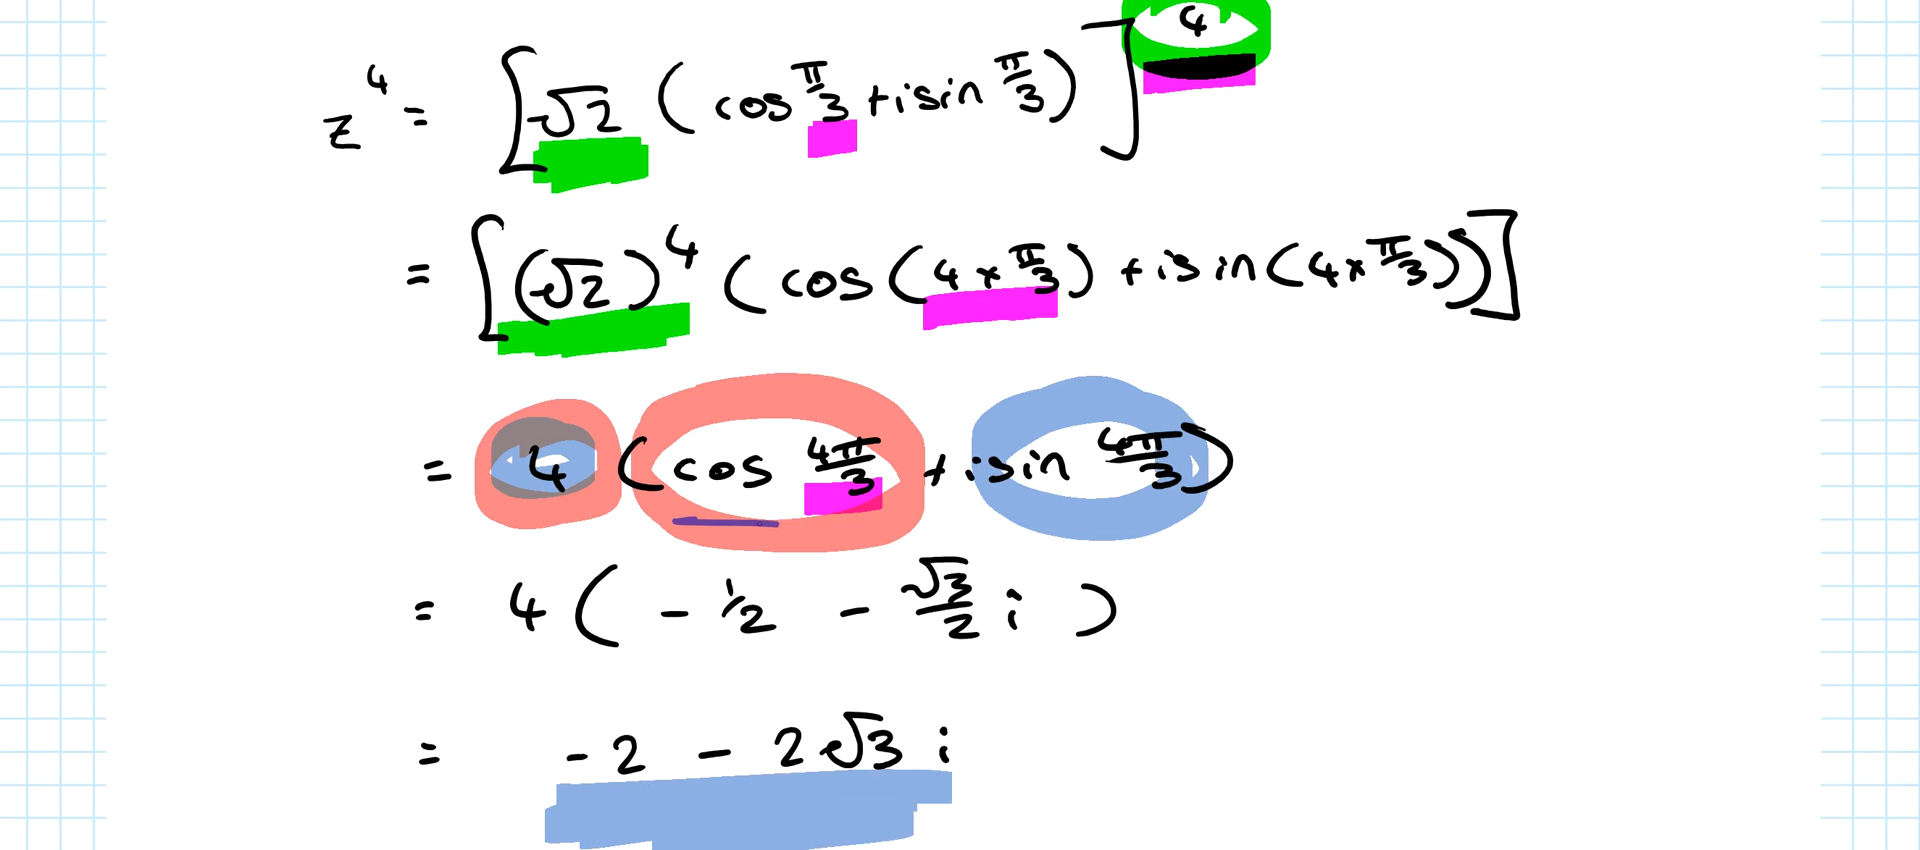 z⁴ = [√2 (cos π/3 + i sin π/3)]⁴
= [(√2)⁴ (cos(4 × π/3) + i sin(4 × π/3))]
= 4 (cos 4π/3 + i sin 4π/3)
= 4 ( - 1/2 - √3/2 i )
= -2 - 2√3 i